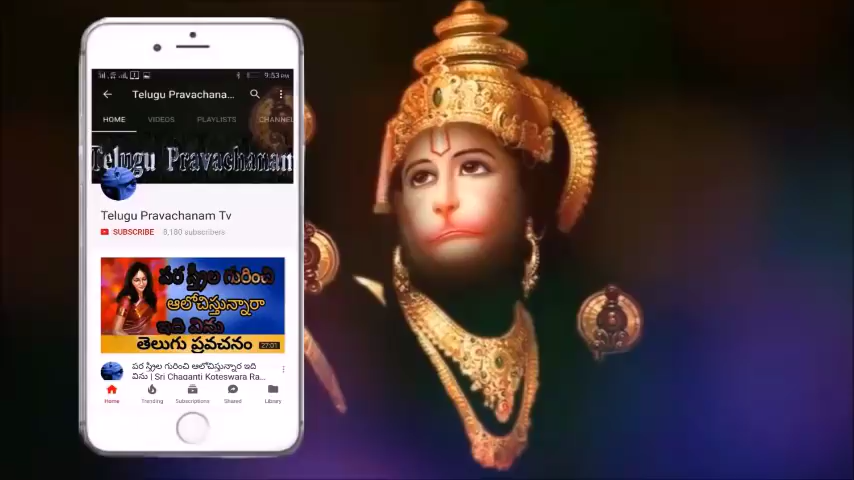 9:53 PM
Telugu Pravachana...
HOME VIDEOS PLAYLISTS CHANNEL
Telugu Pravachanam
Telugu Pravachanam Tv
SUBSCRIBE 8,180 subscribers
పర స్త్రీల గురించి
ఆలోచిస్తున్నారా
ఇది విను
తెలుగు ప్రవచనం 27:01
పర స్త్రీల గురించి ఆలోచిస్తున్నార ఇది
విను | Sri Chaganti Koteswara Ra...
Home Trending Subscriptions Shared Library